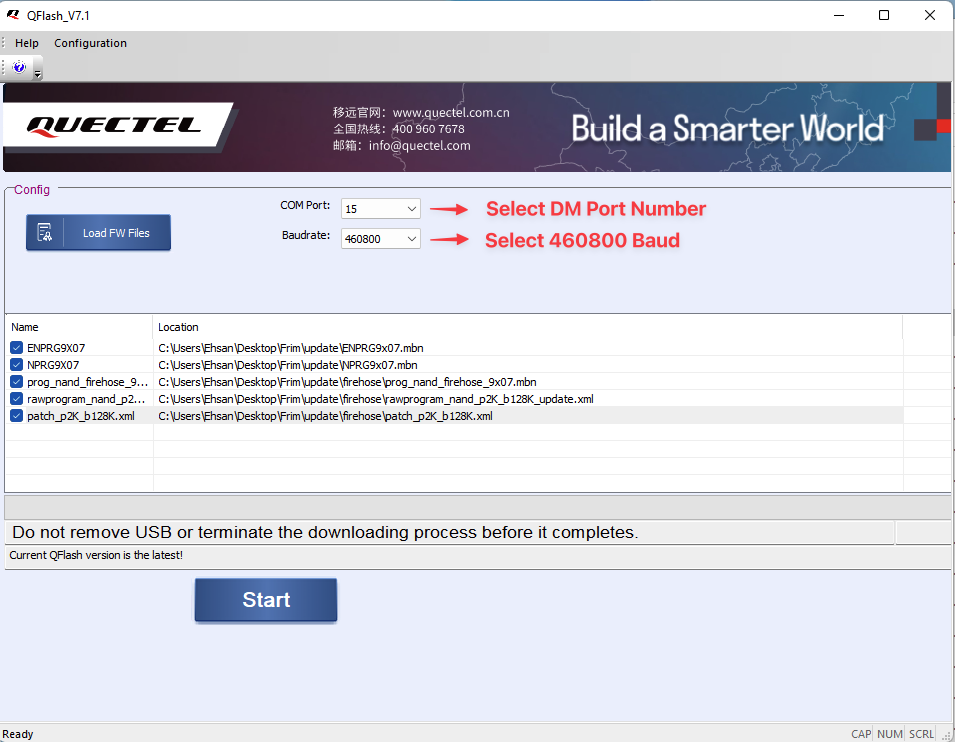 QFlash_V7.1
Help Configuration
QUECTEL
移远官网：www.quectel.com.cn
全国热线：400 960 7678
邮箱：info@quectel.com
Build a Smarter World
Config
Load FW Files
COM Port: 15 Select DM Port Number
Baudrate: 460800 Select 460800 Baud
Name Location
ENPRG9X07 C:\Users\Ehsan\Desktop\Frim\update\ENPRG9x07.mbn
NPRG9X07 C:\Users\Ehsan\Desktop\Frim\update\NPRG9x07.mbn
prog_nand_firehose_9... C:\Users\Ehsan\Desktop\Frim\update\firehose\prog_nand_firehose_9x07.mbn
rawprogram_nand_p2... C:\Users\Ehsan\Desktop\Frim\update\firehose\rawprogram_nand_p2K_b128K_update.xml
patch_p2K_b128K.xml C:\Users\Ehsan\Desktop\Frim\update\firehose\patch_p2K_b128K.xml
Do not remove USB or terminate the downloading process before it completes.
Current QFlash version is the latest!
Start
Ready CAP NUM SCRL